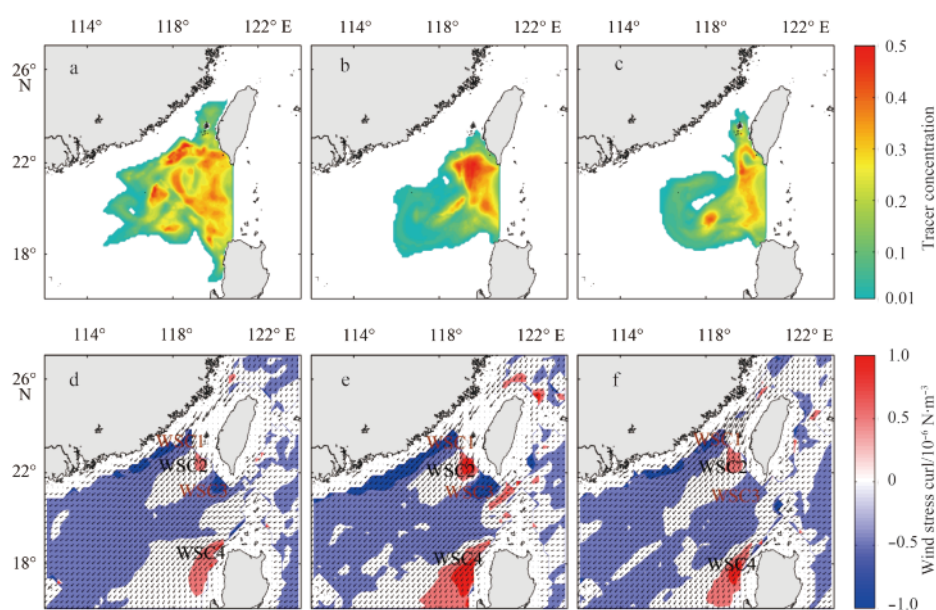 114° 118° 122° E 114° 118° 122° E 114° 118° 122° E
26°
N
22°
18°
a
b
c
0.5
0.4
0.3
0.2
0.1
0.01
Tracer concentration
114° 118° 122° E 114° 118° 122° E 114° 118° 122° E
26°
N
22°
18°
d
WSC1
WSC2
WSC3
WSC4
e
WSC1
WSC2
WSC3
WSC4
f
WSC1
WSC2
WSC3
WSC4
1.0
0.5
0
−0.5
−1.0
Wind stress curl/10⁻⁶ N·m⁻³